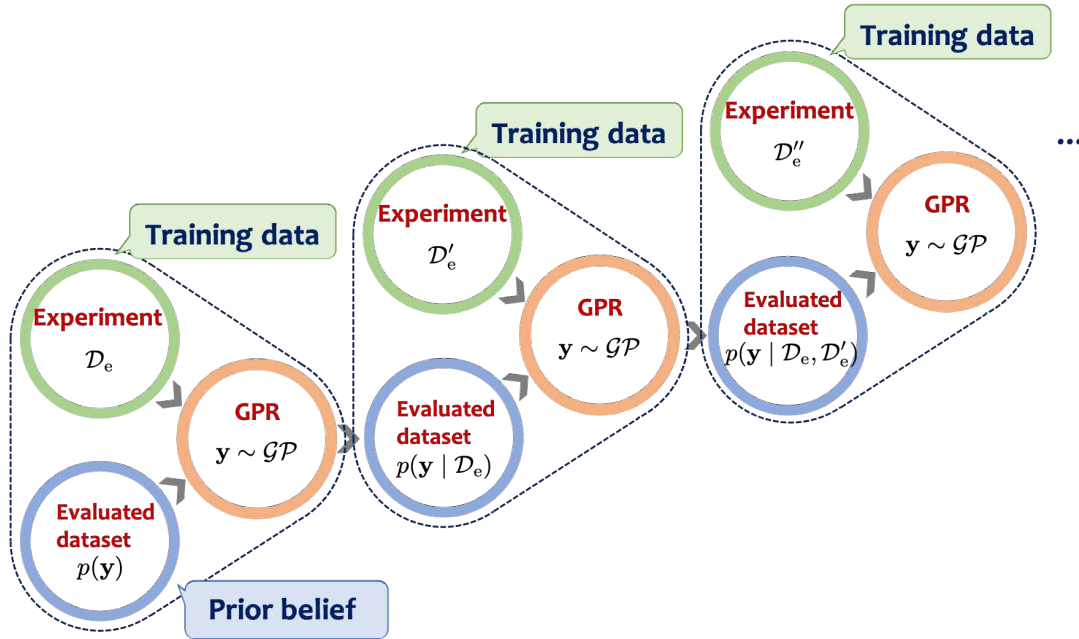 Training data
Experiment
𝒟ₑ
GPR
y ∼ 𝒢𝒫
Evaluated
dataset
p(y)
Prior belief
Training data
Experiment
𝒟ₑ′
GPR
y ∼ 𝒢𝒫
Evaluated
dataset
p(y | 𝒟ₑ)
Training data
Experiment
𝒟ₑ″
GPR
y ∼ 𝒢𝒫
Evaluated
dataset
p(y | 𝒟ₑ, 𝒟ₑ′)
...